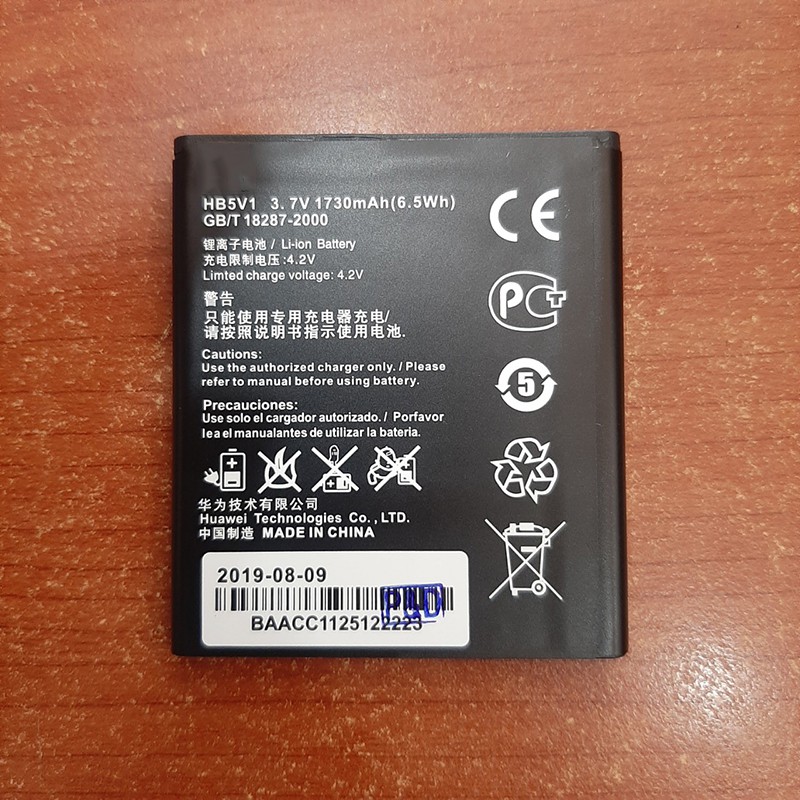 HB5V1 3.7V 1730mAh(6.5Wh)
GB/T 18287-2000
锂离子电池 / Li-ion Battery
充电限制电压:4.2V
Limted charge voltage: 4.2V
警告
只能使用专用充电器充电/
请按照说明书指示使用电池.
Cautions:
Use the authorized charger only. / Please
refer to manual before using battery.
Precauciones:
Use solo el cargador autorizado. / Porfavor
lea el manualantes de utilizar la bateria.
华为技术有限公司
Huawei Technologies Co.,LTD.
中国制造 MADE IN CHINA
2019-08-09
BAACC1125122223
CE
PCT
5